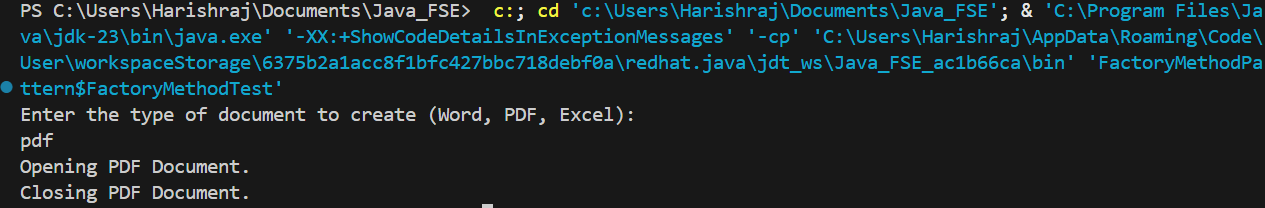 PS C:\Users\Harishraj\Documents\Java_FSE>  c:; cd 'c:\Users\Harishraj\Documents\Java_FSE'; & 'C:\Program Files\Ja
va\jdk-23\bin\java.exe' '-XX:+ShowCodeDetailsInExceptionMessages' '-cp' 'C:\Users\Harishraj\AppData\Roaming\Code\
User\workspaceStorage\6375b2a1acc8f1bfc427bbc718debf0a\redhat.java\jdt_ws\Java_FSE_ac1b66ca\bin' 'FactoryMethodPa
ttern$FactoryMethodTest'
Enter the type of document to create (Word, PDF, Excel):
pdf
Opening PDF Document.
Closing PDF Document.